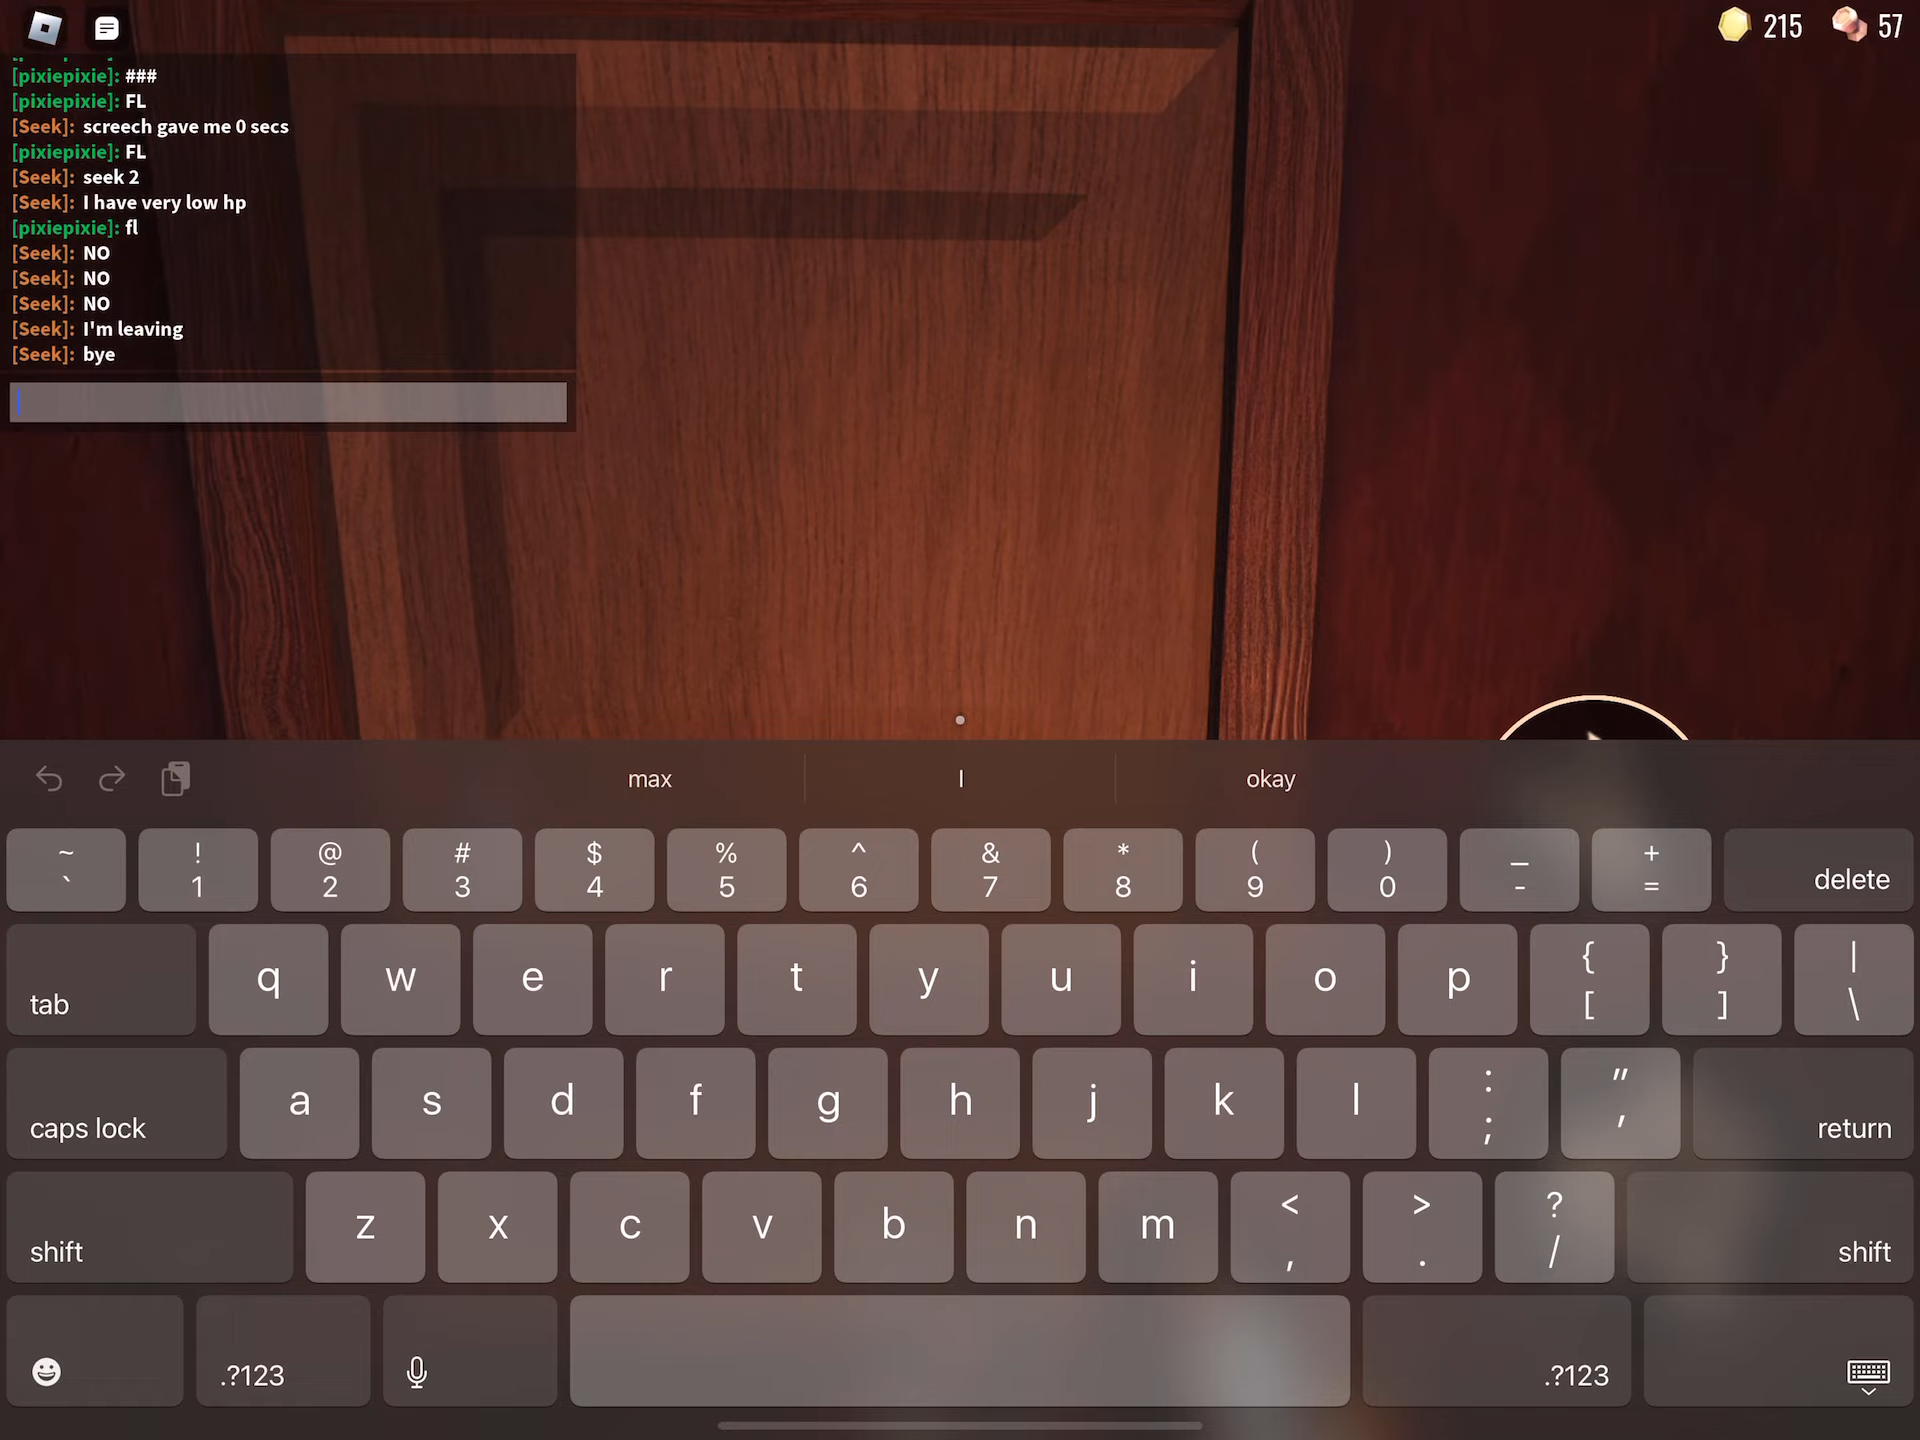 215 57
[pixiepixie]: ###
[pixiepixie]: FL
[Seek]: screech gave me 0 secs
[pixiepixie]: FL
[Seek]: seek 2
[Seek]: I have very low hp
[pixiepixie]: fl
[Seek]: NO
[Seek]: NO
[Seek]: NO
[Seek]: I'm leaving
[Seek]: bye
max I okay
~ ! @ # $ % ^ & * ( ) _ +
` 1 2 3 4 5 6 7 8 9 0 - = delete
tab q w e r t y u i o p { [ } ] | \
caps lock a s d f g h j k l : ; " ' return
shift z x c v b n m < , > . ? / shift
.?123 .?123